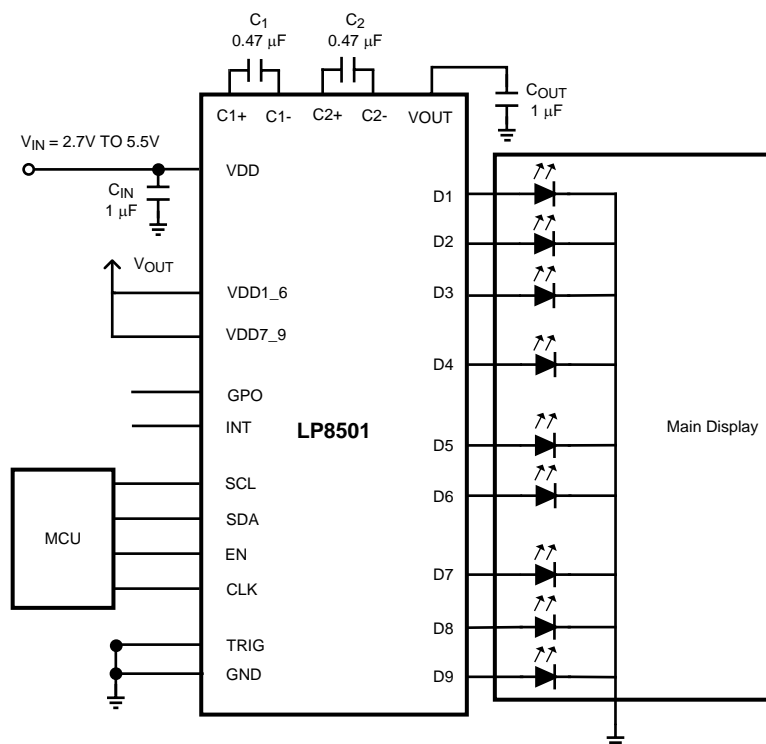 C1
0.47 μF
C2
0.47 μF
C1+ C1- C2+ C2- VOUT
COUT
1 μF
VIN = 2.7V TO 5.5V
VDD
CIN
1 μF
VOUT
VDD1_6
VDD7_9
GPO
INT
LP8501
SCL
SDA
EN
CLK
MCU
TRIG
GND
D1
D2
D3
D4
D5
D6
D7
D8
D9
Main Display